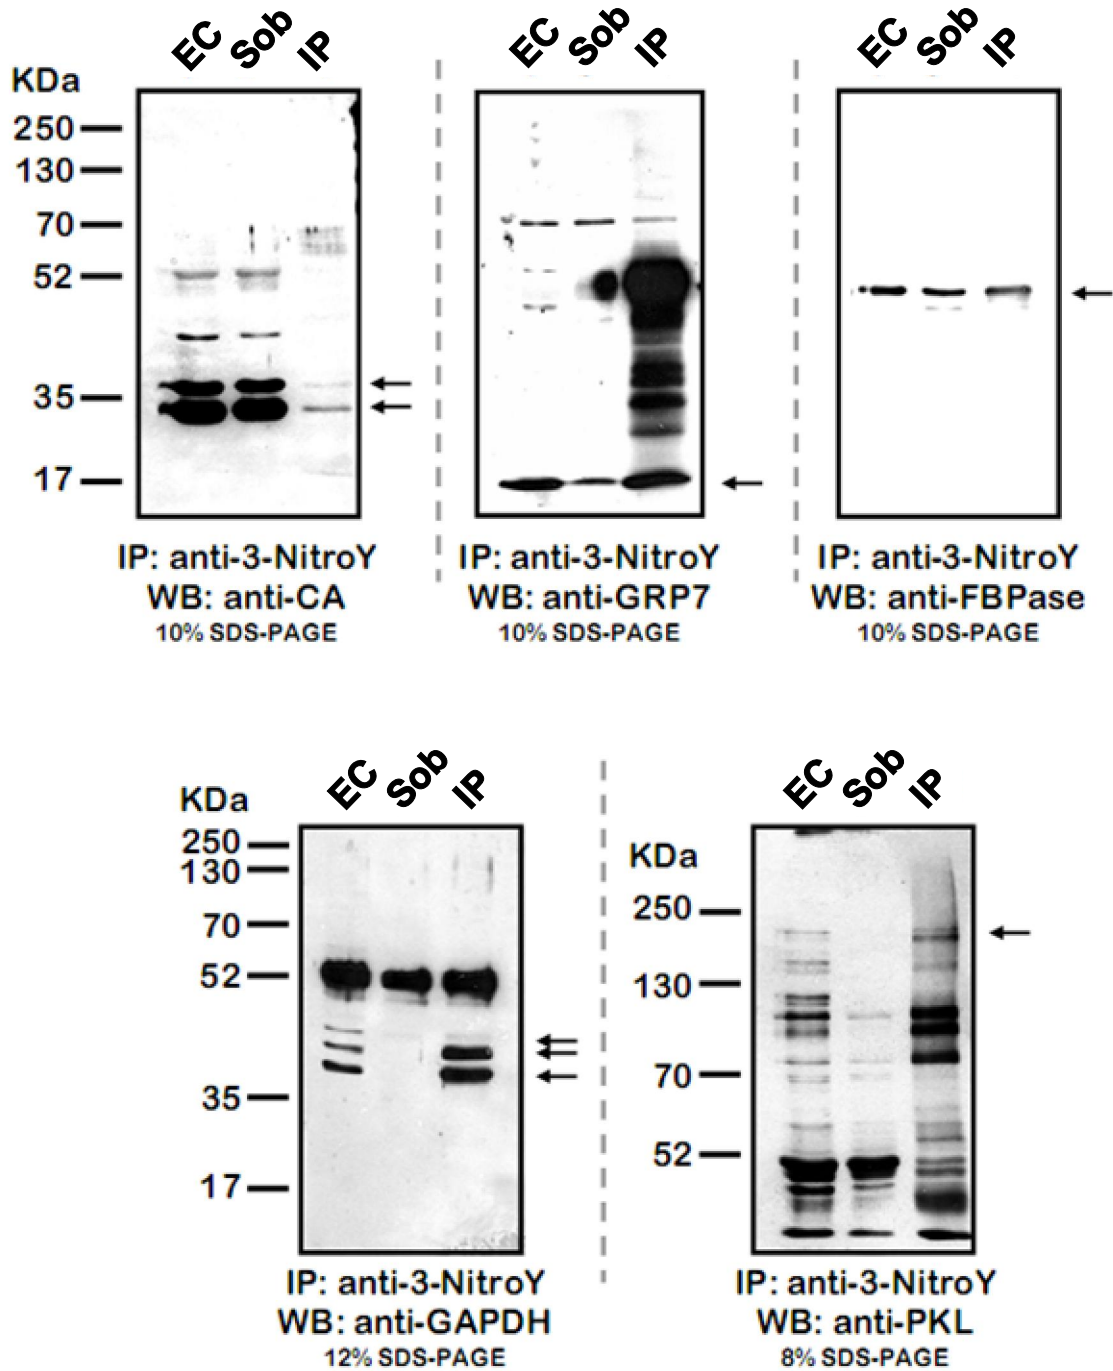 EC Sob IP
EC Sob IP
EC Sob IP
KDa
250
130
70
52
35
17
IP: anti-3-NitroY
WB: anti-CA
10% SDS-PAGE
IP: anti-3-NitroY
WB: anti-GRP7
10% SDS-PAGE
IP: anti-3-NitroY
WB: anti-FBPase
10% SDS-PAGE
EC Sob IP
KDa
250
130
70
52
35
17
IP: anti-3-NitroY
WB: anti-GAPDH
12% SDS-PAGE
EC Sob IP
KDa
250
130
70
52
IP: anti-3-NitroY
WB: anti-PKL
8% SDS-PAGE